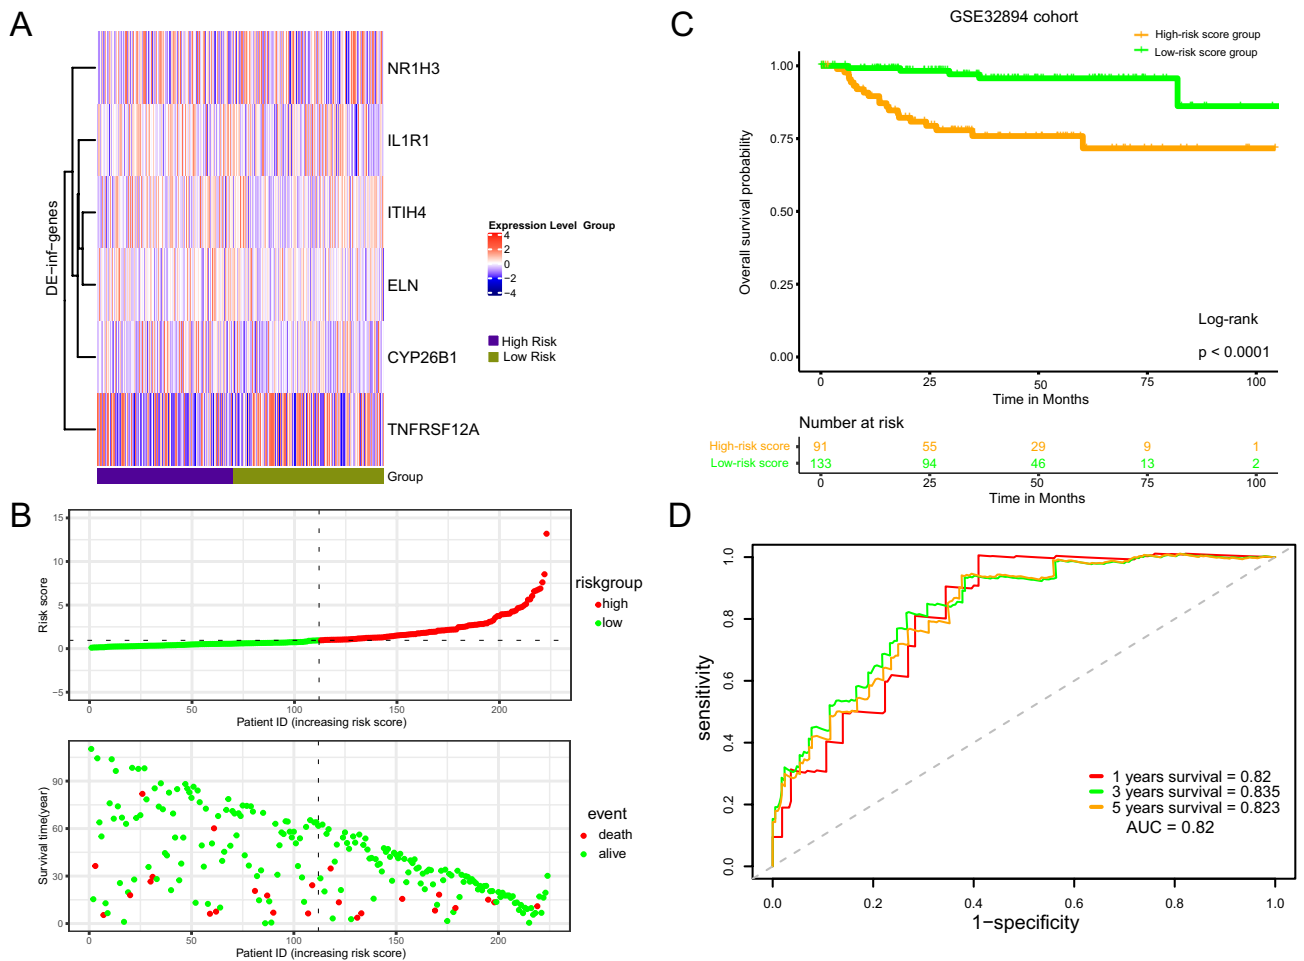 A
DE-inf-genes
NR1H3
IL1R1
ITIH4
ELN
CYP26B1
TNFRSF12A
Group
Expression Level Group
4
2
0
−2
−4
High Risk
Low Risk
B
Risk score
15
10
5
0
−5
0 50 100 150 200
Patient ID (increasing risk score)
riskgroup
high
low
Survival time(year)
90
60
30
0
0 50 100 150 200
Patient ID (increasing risk score)
event
death
alive
C
GSE32894 cohort
High-risk score group
Low-risk score group
Overall survival probability
1.00
0.75
0.50
0.25
0.00
Log-rank
p < 0.0001
0 25 50 75 100
Time in Months
Number at risk
High-risk score 91 55 29 9 1
Low-risk score 133 94 46 13 2
0 25 50 75 100
Time in Months
D
sensitivity
1.0
0.8
0.6
0.4
0.2
0.0
1 years survival = 0.82
3 years survival = 0.835
5 years survival = 0.823
AUC = 0.82
0.0 0.2 0.4 0.6 0.8 1.0
1−specificity